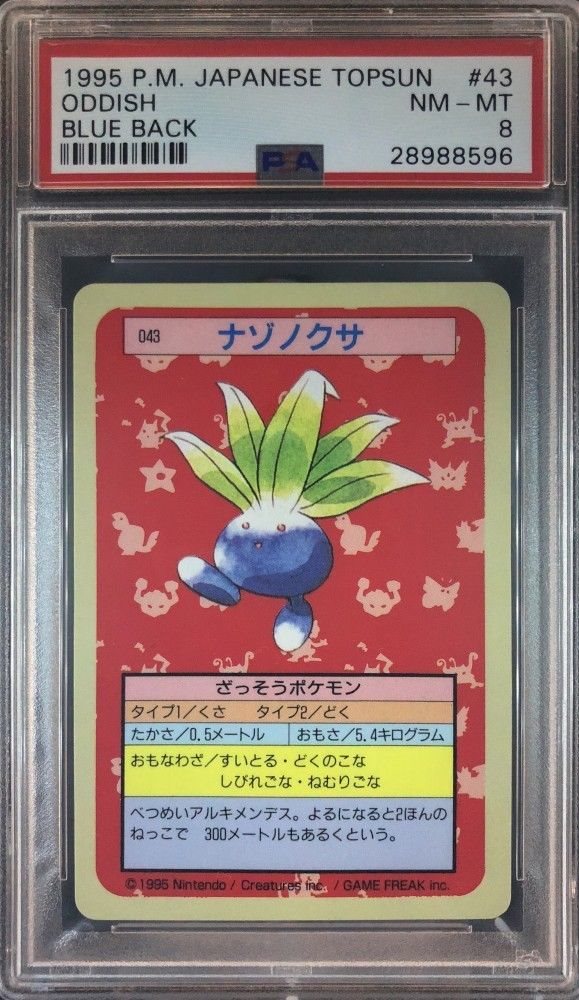 1995 P.M. JAPANESE TOPSUN #43
ODDISH NM - MT
BLUE BACK 8
PSA 28988596
043 ナゾノクサ
ざっそうポケモン
タイプ1/くさ タイプ2/どく
たかさ/0.5メートル おもさ/5.4キログラム
おもなわざ/すいとる・どくのこな
しびれごな・ねむりごな
べつめいアルキメンデス。よるになると2ほんの
ねっこで 300メートルもあるくという。
©1995 Nintendo / Creatures inc. / GAME FREAK inc.